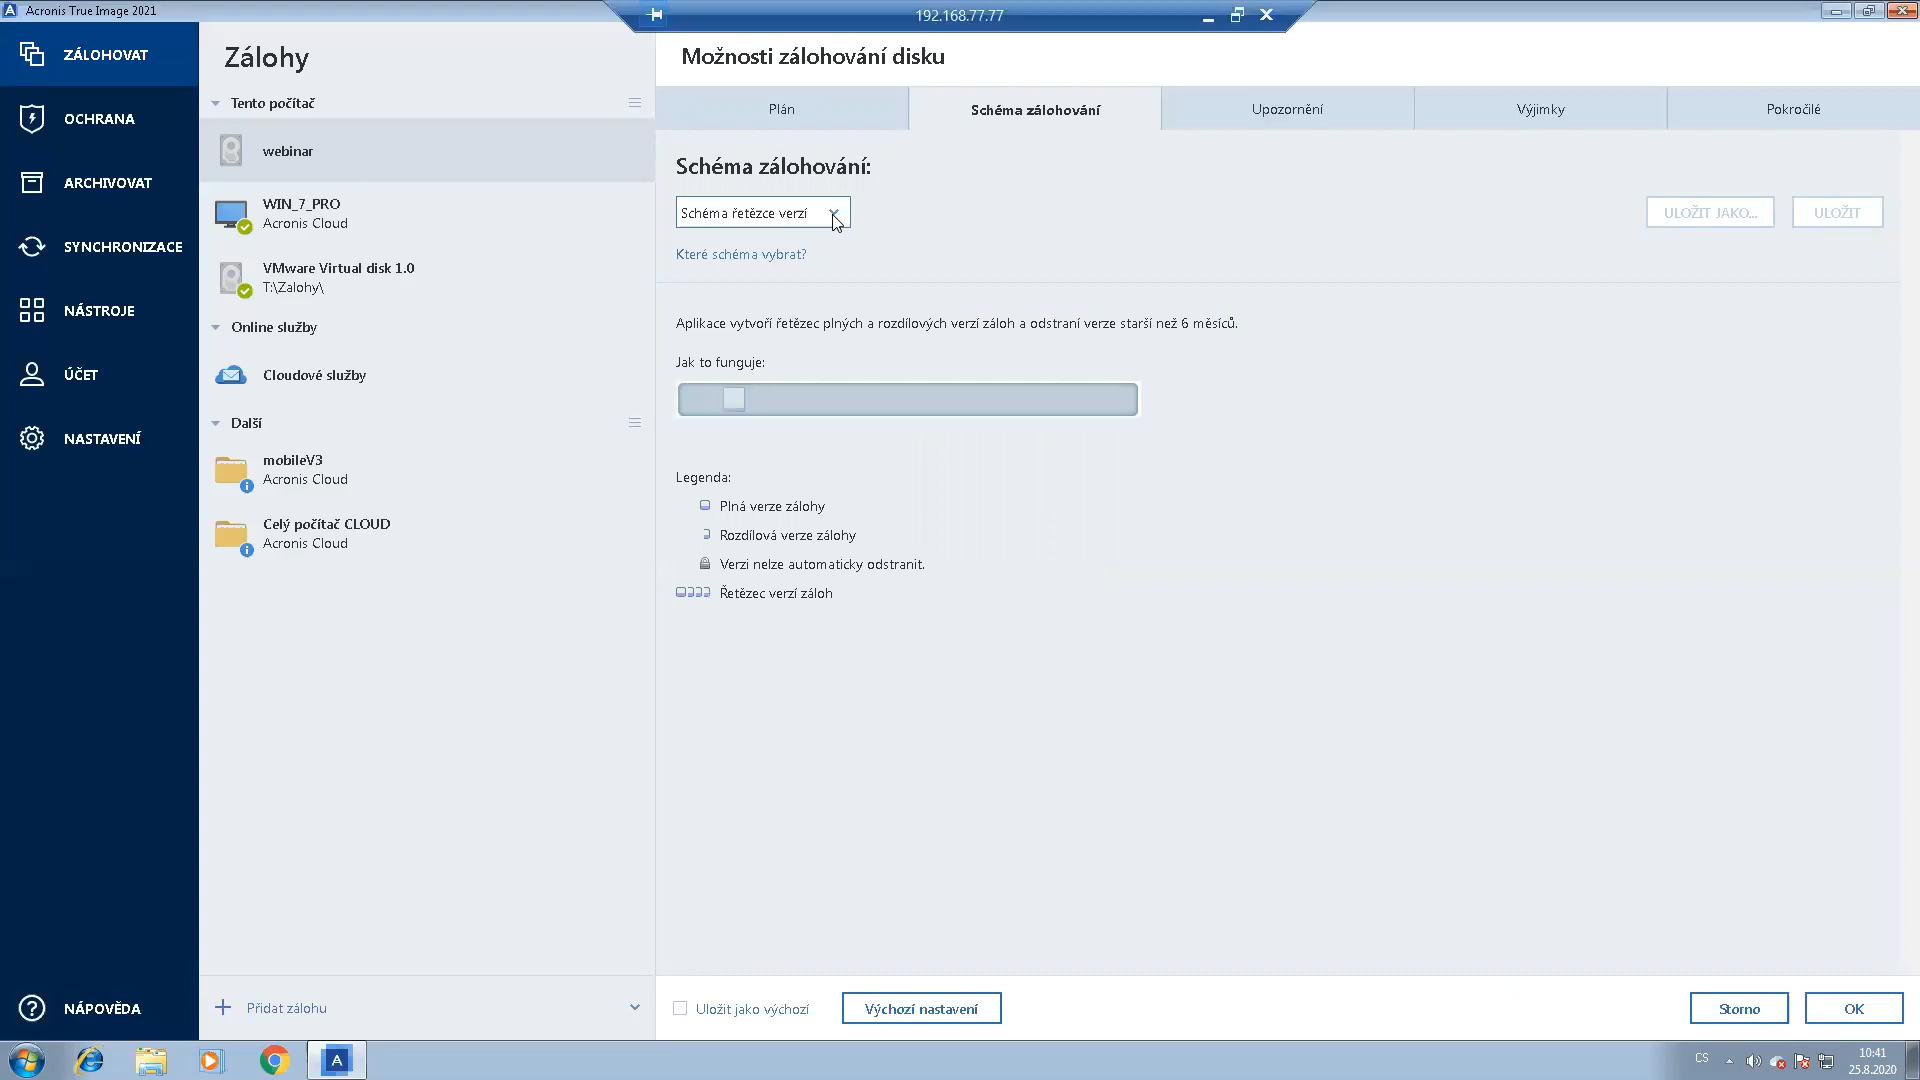 Acronis True Image 2021
192.168.77.77
ZÁLOHOVAT
OCHRANA
ARCHIVOVAT
SYNCHRONIZACE
NÁSTROJE
ÚČET
NASTAVENÍ
NÁPOVĚDA
Zálohy
Tento počítač
webinar
WIN_7_PRO
Acronis Cloud
VMware Virtual disk 1.0
T:\Zalohy\
Online služby
Cloudové služby
Další
mobileV3
Acronis Cloud
Celý počítač CLOUD
Acronis Cloud
Přidat zálohu
Možnosti zálohování disku
Plán
Schéma zálohování
Upozornění
Výjimky
Pokročilé
Schéma zálohování:
Schéma řetězce verzí
ULOŽIT JAKO...
ULOŽIT
Které schéma vybrat?
Aplikace vytvoří řetězec plných a rozdílových verzí záloh a odstraní verze starší než 6 měsíců.
Jak to funguje:
Legenda:
Plná verze zálohy
Rozdílová verze zálohy
Verzi nelze automaticky odstranit.
Řetězec verzí záloh
Uložit jako výchozí
Výchozí nastavení
Storno
OK
CS
10:41
25.8.2020